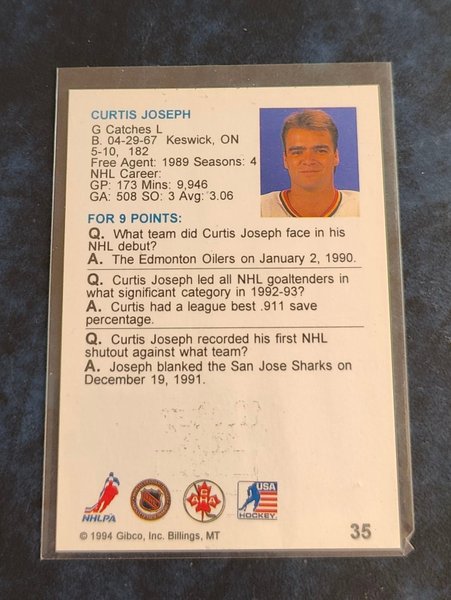 CURTIS JOSEPH
G Catches L
B. 04-29-67 Keswick, ON
5-10, 182
Free Agent: 1989 Seasons: 4
NHL Career:
GP: 173 Mins: 9,946
GA: 508 SO: 3 Avg: 3.06
FOR 9 POINTS:
Q. What team did Curtis Joseph face in his
NHL debut?
A. The Edmonton Oilers on January 2, 1990.
Q. Curtis Joseph led all NHL goaltenders in
what significant category in 1992-93?
A. Curtis had a league best .911 save
percentage.
Q. Curtis Joseph recorded his first NHL
shutout against what team?
A. Joseph blanked the San Jose Sharks on
December 19, 1991.
NHLPA
NHL
CAHA
USA
HOCKEY
© 1994 Gibco, Inc. Billings, MT
35